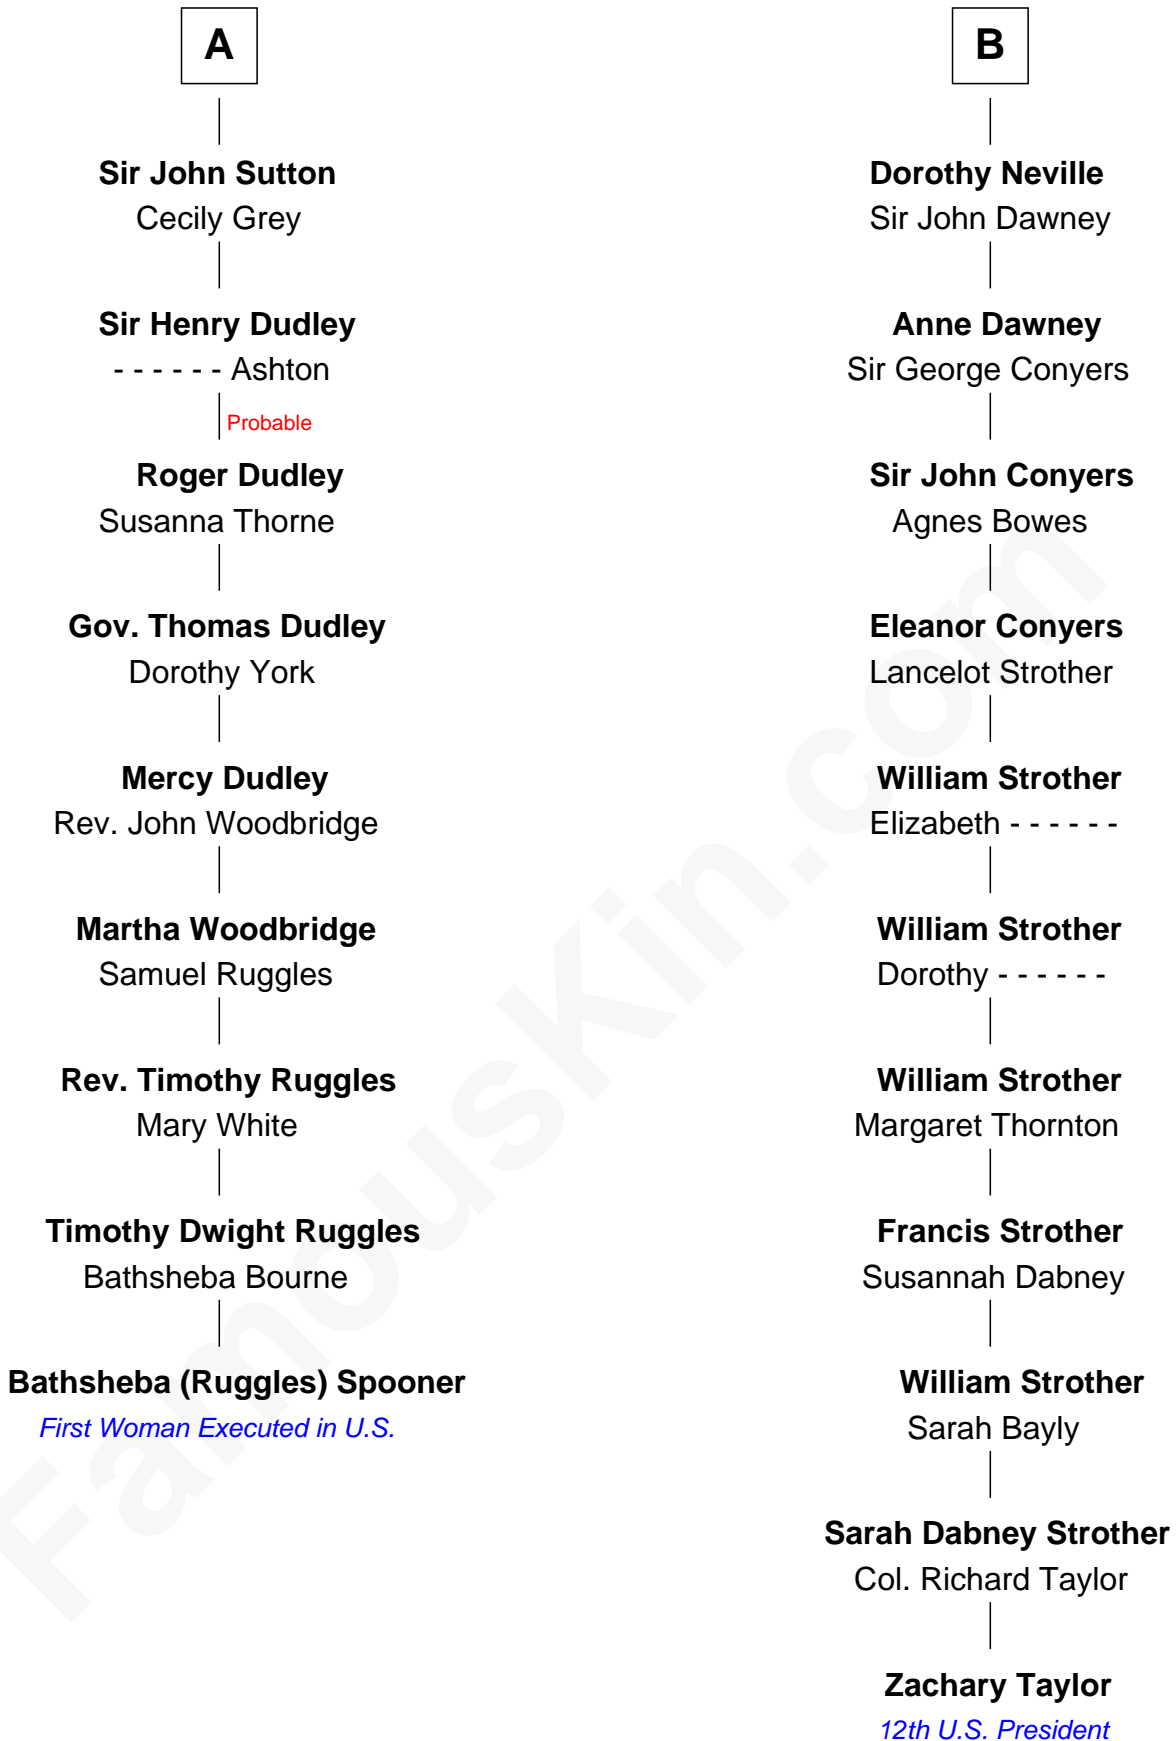 A
Sir John Sutton
Cecily Grey
Sir Henry Dudley
- - - - - - Ashton
Probable
Roger Dudley
Susanna Thorne
Gov. Thomas Dudley
Dorothy York
Mercy Dudley
Rev. John Woodbridge
Martha Woodbridge
Samuel Ruggles
Rev. Timothy Ruggles
Mary White
Timothy Dwight Ruggles
Bathsheba Bourne
Bathsheba (Ruggles) Spooner
First Woman Executed in U.S.
B
Dorothy Neville
Sir John Dawney
Anne Dawney
Sir George Conyers
Sir John Conyers
Agnes Bowes
Eleanor Conyers
Lancelot Strother
William Strother
Elizabeth - - - - - -
William Strother
Dorothy - - - - - -
William Strother
Margaret Thornton
Francis Strother
Susannah Dabney
William Strother
Sarah Bayly
Sarah Dabney Strother
Col. Richard Taylor
Zachary Taylor
12th U.S. President
FamousKin.com